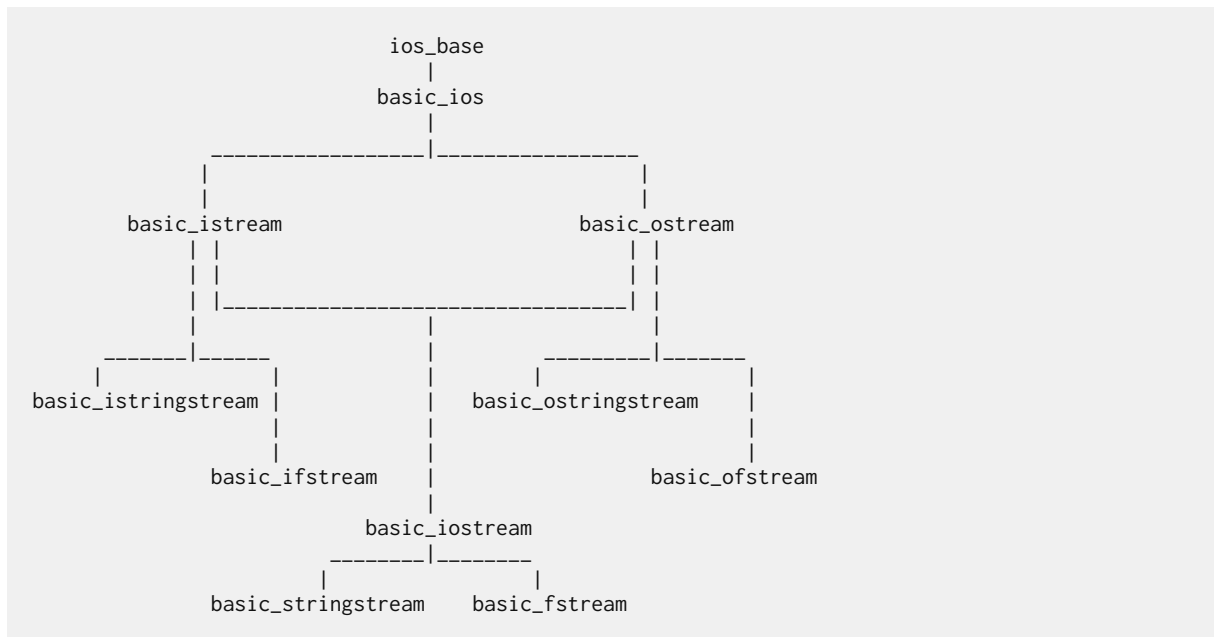 ios_base
basic_ios
basic_istream basic_ostream
basic_istringstream basic_ostringstream
basic_ifstream basic_ofstream
basic_iostream
basic_stringstream basic_fstream